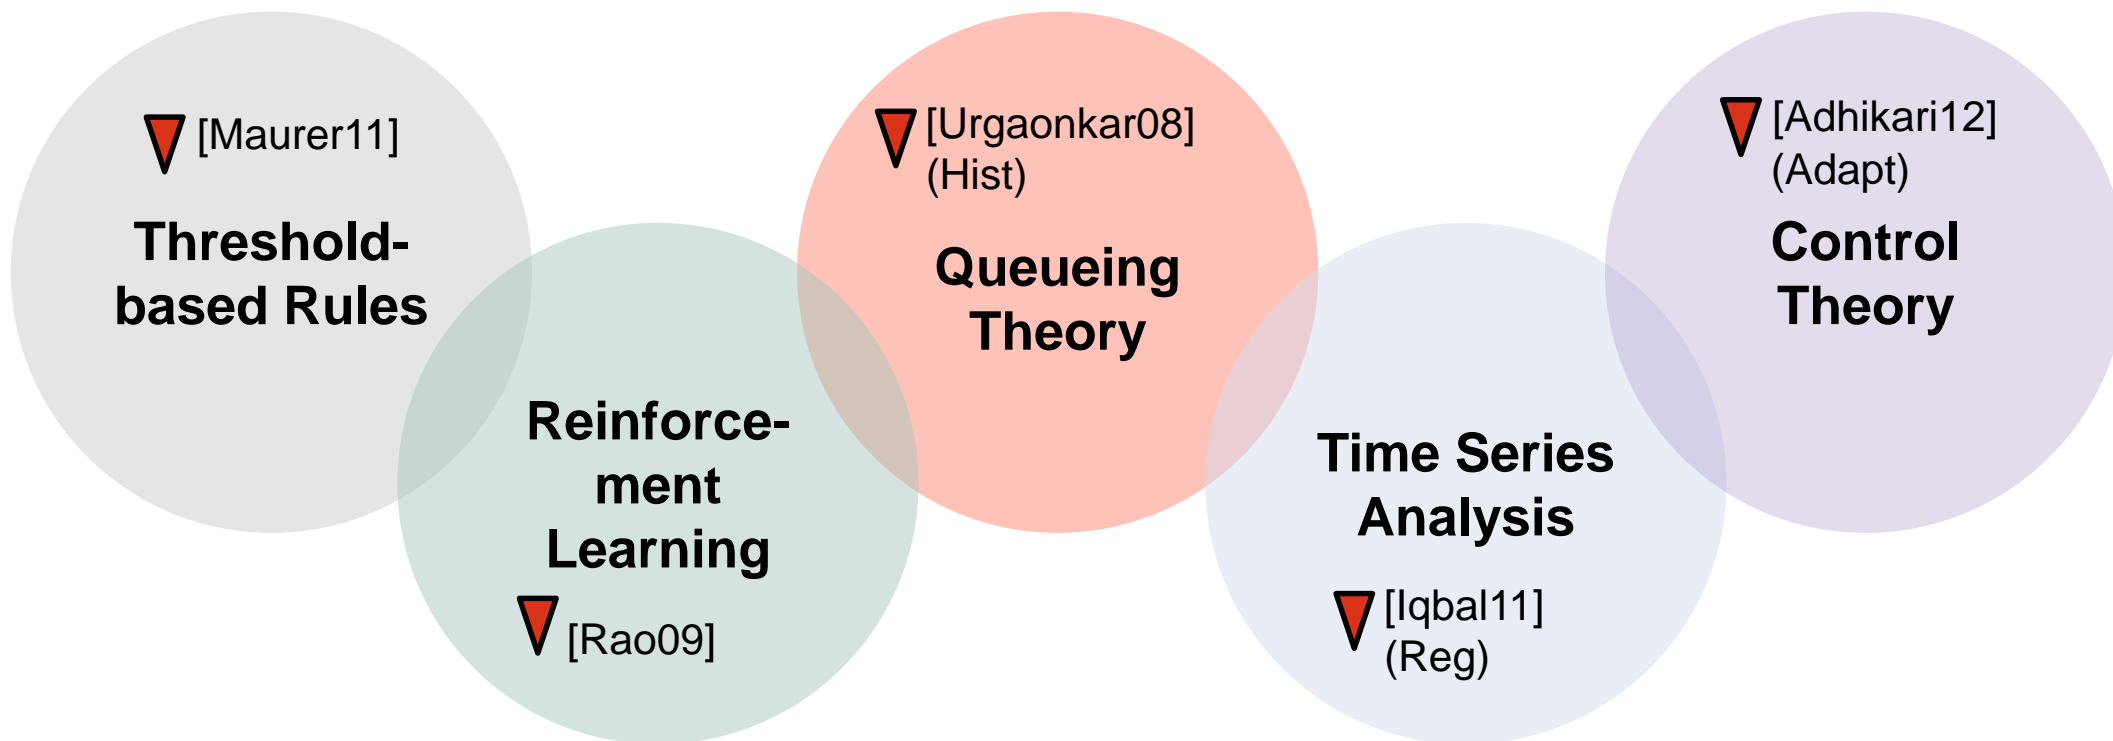 [Maurer11]
Threshold-
based Rules
Reinforce-
ment
Learning
[Rao09]
[Urgaonkar08]
(Hist)
Queueing
Theory
Time Series
Analysis
[Iqbal11]
(Reg)
[Adhikari12]
(Adapt)
Control
Theory